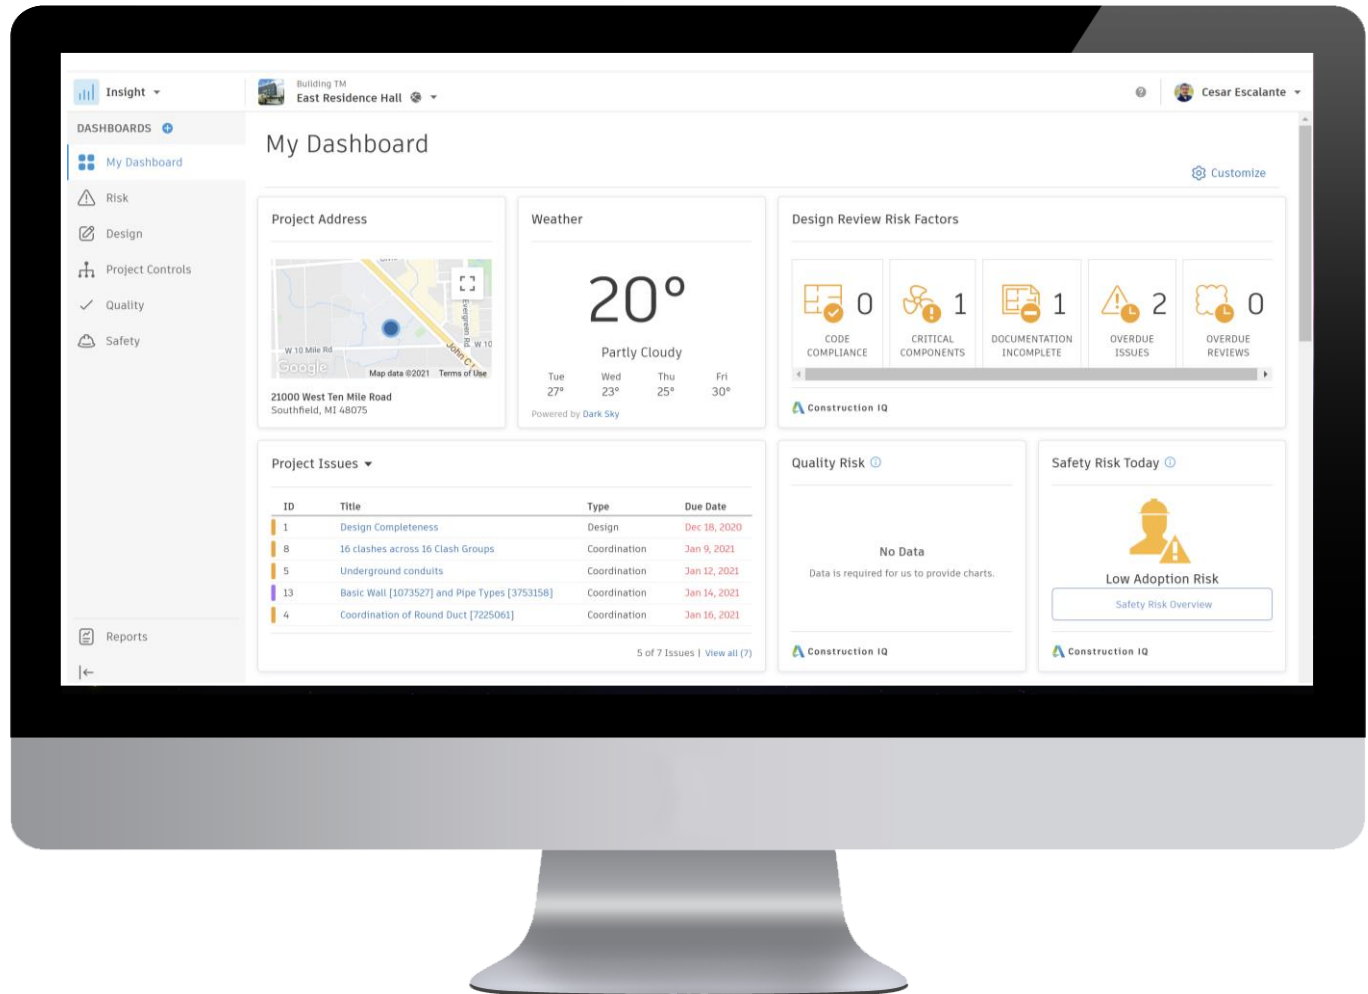 Insight
Building TM
East Residence Hall
Cesar Escalante
DASHBOARDS
My Dashboard
Risk
Design
Project Controls
Quality
Safety
Reports
My Dashboard
Customize
Project Address
W 10 Mile Rd
Evergreen Rd
W 10
John C
Google
Map data ©2021 Terms of Use
21000 West Ten Mile Road
Southfield, MI 48075
Weather
20°
Partly Cloudy
Tue Wed Thu Fri
27° 23° 25° 30°
Powered by Dark Sky
Design Review Risk Factors
0
CODE
COMPLIANCE
1
CRITICAL
COMPONENTS
1
DOCUMENTATION
INCOMPLETE
2
OVERDUE
ISSUES
0
OVERDUE
REVIEWS
Construction IQ
Project Issues
ID Title Type Due Date
1 Design Completeness Design Dec 18, 2020
8 16 clashes across 16 Clash Groups Coordination Jan 9, 2021
5 Underground conduits Coordination Jan 12, 2021
13 Basic Wall [1073527] and Pipe Types [3753158] Coordination Jan 14, 2021
4 Coordination of Round Duct [7225061] Coordination Jan 16, 2021
5 of 7 Issues | View all (7)
Quality Risk
No Data
Data is required for us to provide charts.
Construction IQ
Safety Risk Today
Low Adoption Risk
Safety Risk Overview
Construction IQ